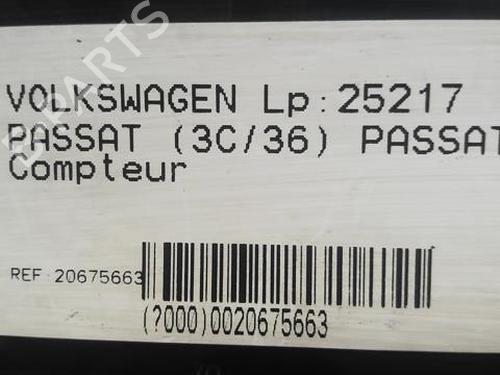 VOLKSWAGEN Lp:25217
PASSAT (3C/36) PASSAT
Compteur
REF 20675663
(?000)0020675663